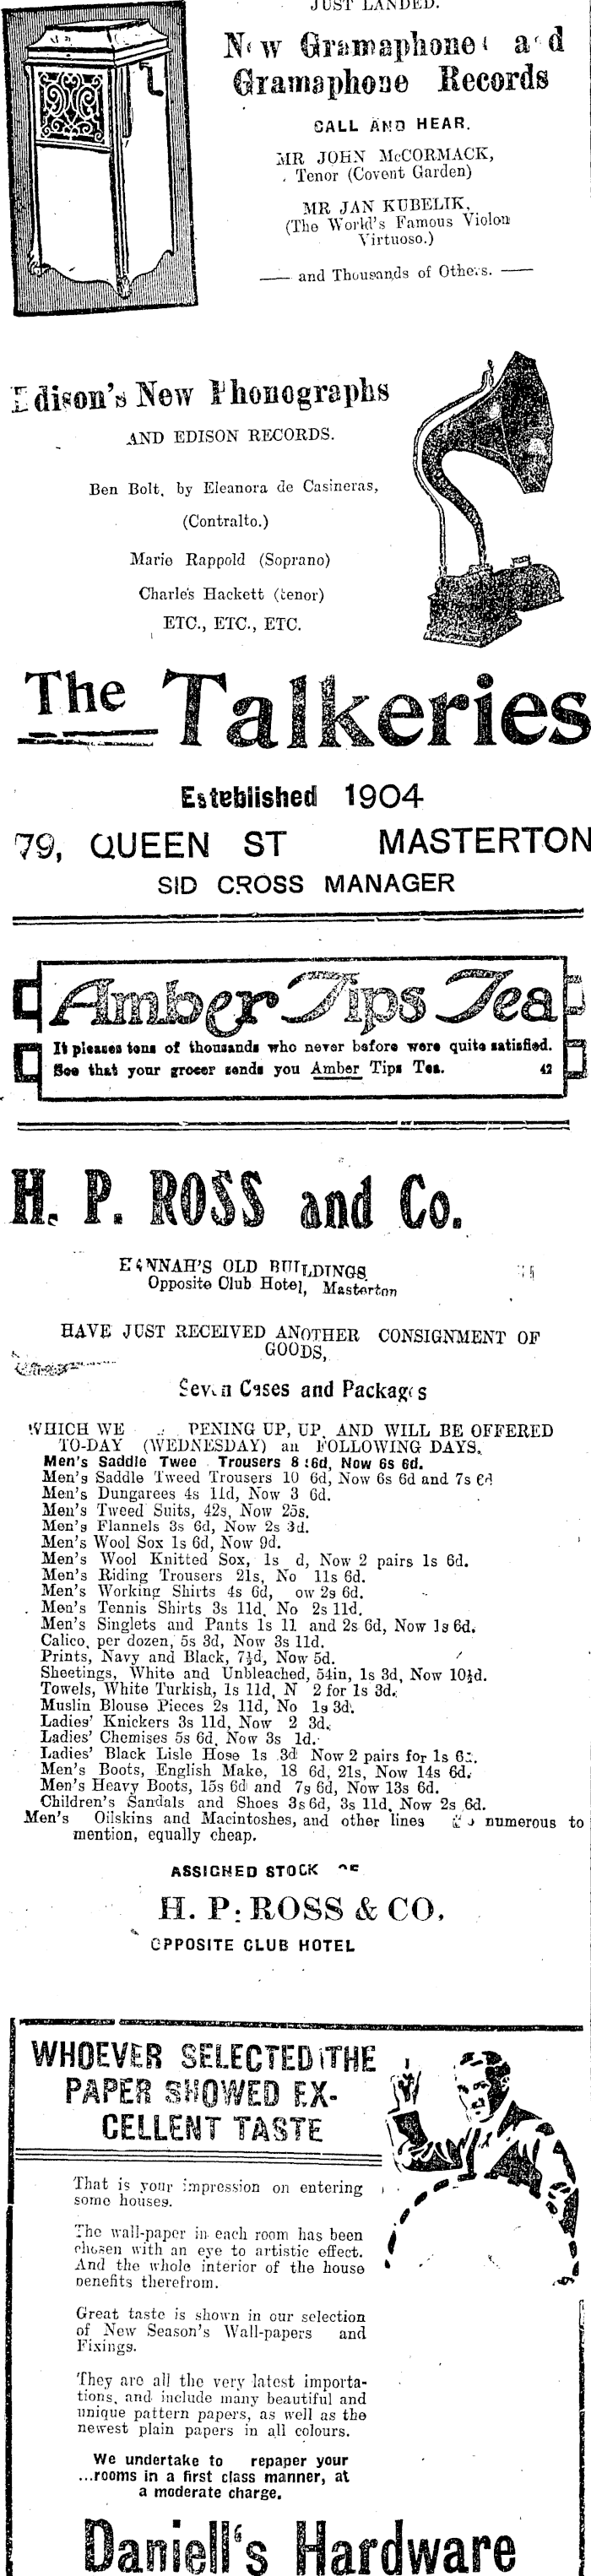 JUST LANDED.
New Gramaphones and
Gramaphone Records
CALL AND HEAR.
MR JOHN McCORMACK,
Tenor (Covent Garden)
MR JAN KUBELIK,
(The World's Famous Violon
Virtuoso.)
—— and Thousands of Others. ——
Edison's New Phonographs
AND EDISON RECORDS.
Ben Bolt, by Eleanora de Casineras,
(Contralto.)
Marie Rappold (Soprano)
Charles Hackett (tenor)
ETC., ETC., ETC.
The Talkeries
Established 1904
79, QUEEN ST MASTERTON
SID CROSS MANAGER
Amber Tips Tea
It pleases tens of thousands who never before were quite satisfied.
See that your grocer sends you Amber Tips Tea. 42
H. P. ROSS and Co.
HANNAH'S OLD BUILDINGS
Opposite Club Hotel, Masterton
HAVE JUST RECEIVED ANOTHER CONSIGNMENT OF
GOODS,
Seven Cases and Packages
WHICH WE PENING UP, UP, AND WILL BE OFFERED
TO-DAY (WEDNESDAY) an FOLLOWING DAYS.
Men's Saddle Twee Trousers 8s 6d, Now 6s 6d.
Men's Saddle Tweed Trousers 10 6d, Now 6s 6d and 7s 6d
Men's Dungarees 4s 11d, Now 3 6d.
Men's Tweed Suits, 42s, Now 25s.
Men's Flannels 3s 6d, Now 2s 3d.
Men's Wool Sox 1s 6d, Now 9d.
Men's Wool Knitted Sox, 1s d, Now 2 pairs 1s 6d.
Men's Riding Trousers 21s, No 11s 6d.
Men's Working Shirts 4s 6d, ow 2s 6d.
Men's Tennis Shirts 3s 11d, No 2s 11d.
Men's Singlets and Pants 1s 11 and 2s 6d, Now 1s 6d.
Calico, per dozen, 5s 3d, Now 3s 11d.
Prints, Navy and Black, 7½d, Now 5d.
Sheetings, White and Unbleached, 54in, 1s 3d, Now 10½d.
Towels, White Turkish, 1s 11d, N 2 for 1s 3d.
Muslin Blouse Pieces 2s 11d, No 1s 3d.
Ladies' Knickers 3s 11d, Now 2 3d.
Ladies' Chemises 5s 6d, Now 3s 1d.
Ladies' Black Lisle Hose 1s 3d Now 2 pairs for 1s 6d.
Men's Boots, English Make, 18 6d, 21s, Now 14s 6d.
Men's Heavy Boots, 15s 6d and 7s 6d, Now 13s 6d.
Children's Sandals and Shoes 3s 6d, 3s 11d, Now 2s 6d.
Men's Oilskins and Macintoshes, and other lines numerous to
mention, equally cheap.
ASSIGNED STOCK OF
H. P. ROSS & CO.
OPPOSITE CLUB HOTEL
WHOEVER SELECTED THE
PAPER SHOWED EX-
CELLENT TASTE
That is your impression on entering
some houses.
The wall-paper in each room has been
chosen with an eye to artistic effect.
And the whole interior of the house
benefits therefrom.
Great taste is shown in our selection
of New Season's Wall-papers and
Fixings.
They are all the very latest importa-
tions, and include many beautiful and
unique pattern papers, as well as the
newest plain papers in all colours.
We undertake to repaper your
...rooms in a first class manner, at
a moderate charge.
Daniell's Hardware